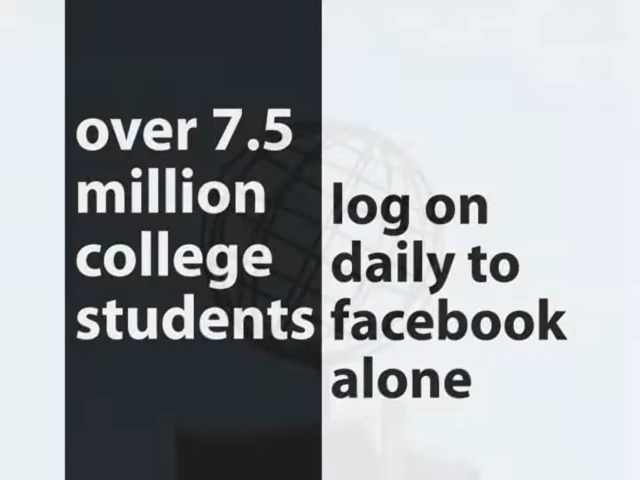 over 7.5
million
college
students
log on
daily to
facebook
alone